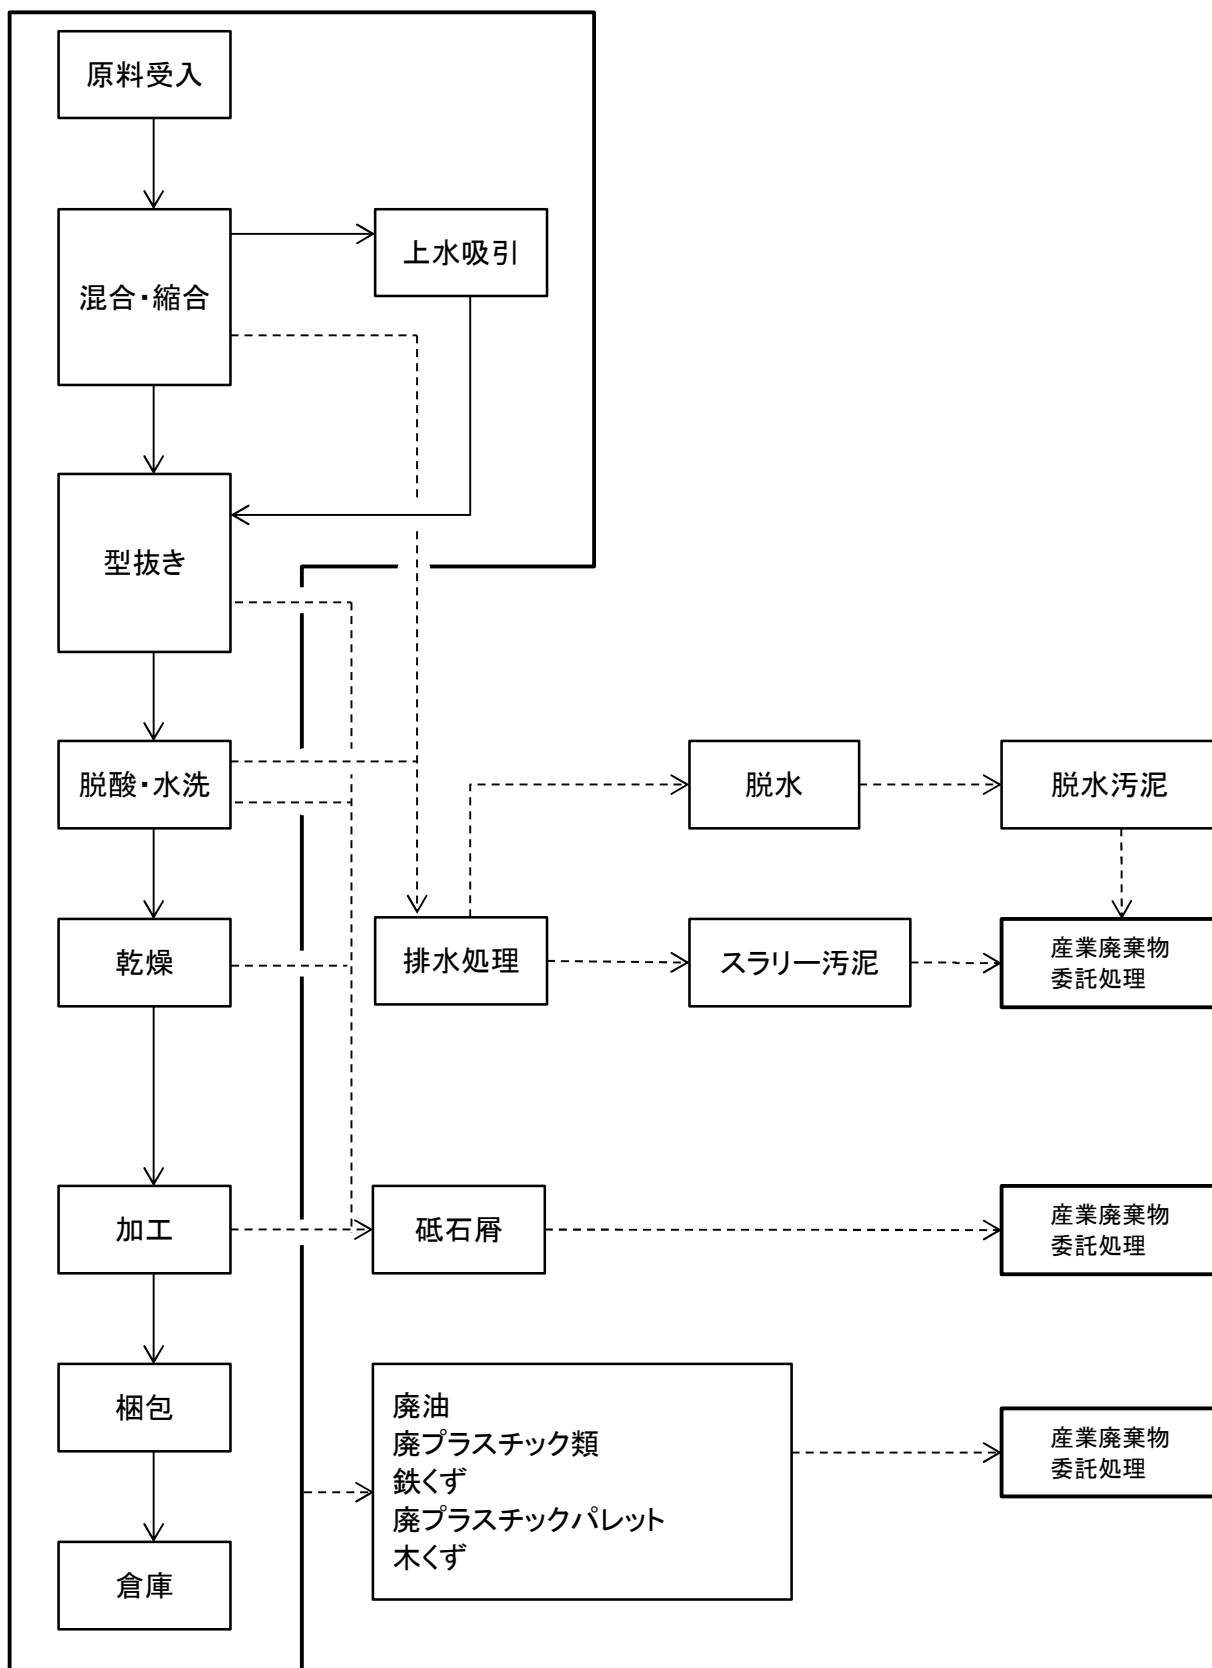 原料受入
混合・縮合
上水吸引
型抜き
脱酸・水洗
脱水
脱水汚泥
乾燥
排水処理
スラリー汚泥
産業廃棄物
委託処理
加工
砥石屑
産業廃棄物
委託処理
梱包
廃油
廃プラスチック類
鉄くず
廃プラスチックパレット
木くず
産業廃棄物
委託処理
倉庫